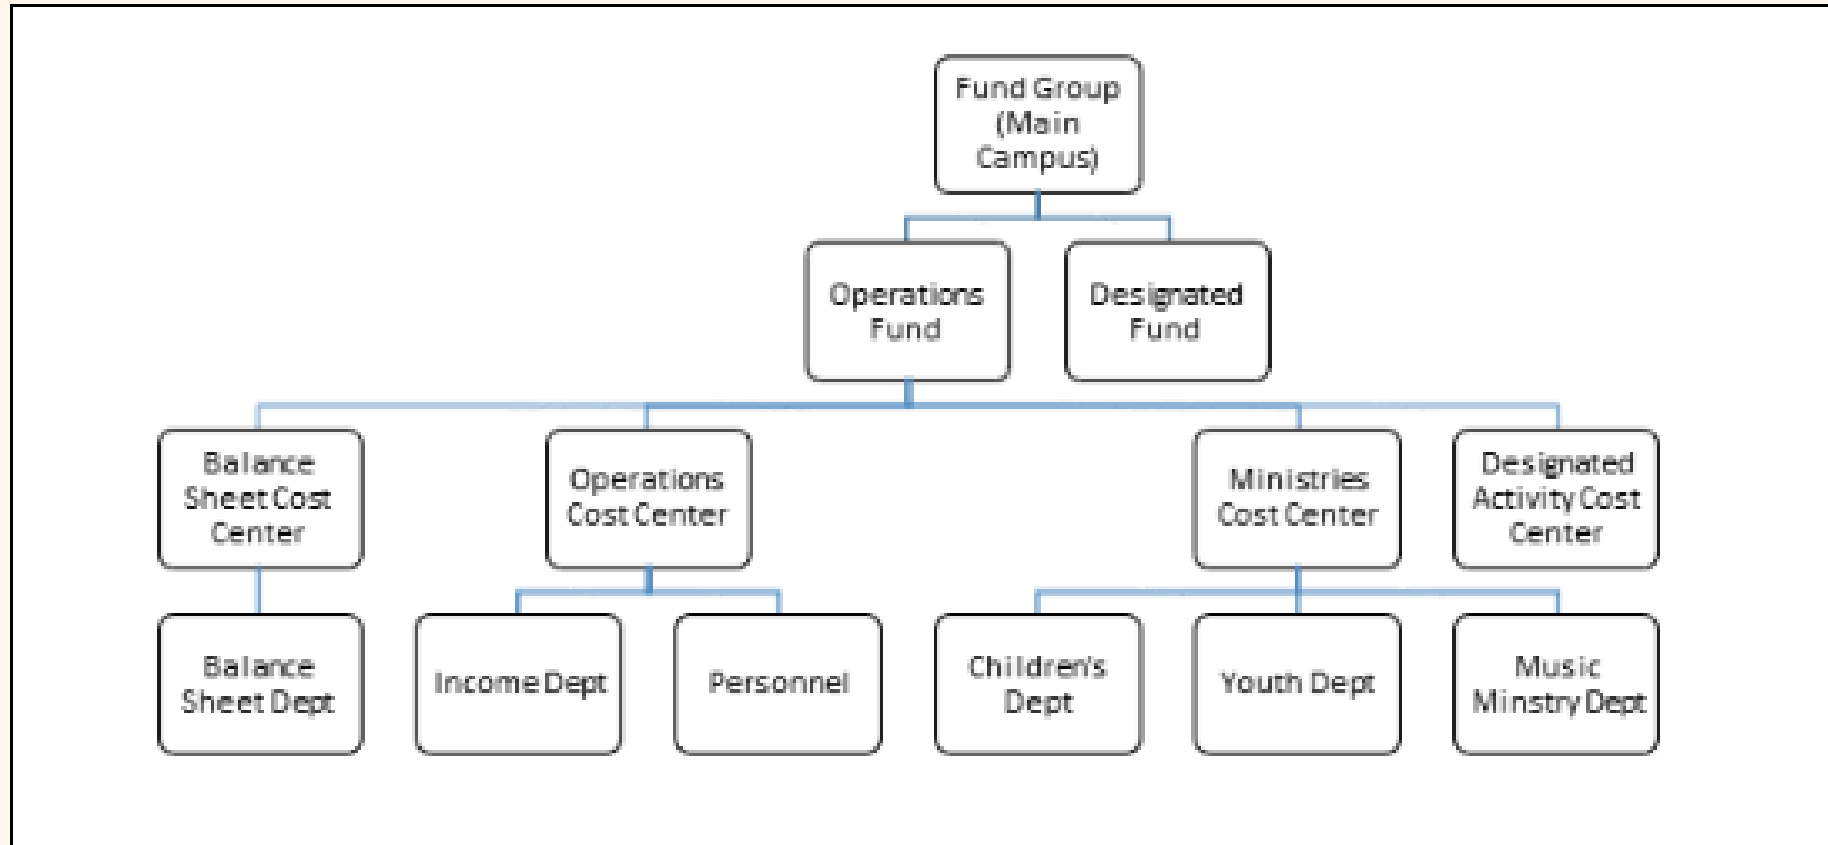 Fund Group
(Main
Campus)
Operations
Fund
Designated
Fund
Balance
Sheet Cost
Center
Operations
Cost Center
Ministries
Cost Center
Designated
Activity Cost
Center
Balance
Sheet Dept
Income Dept
Personnel
Children's
Dept
Youth Dept
Music
Minstry Dept